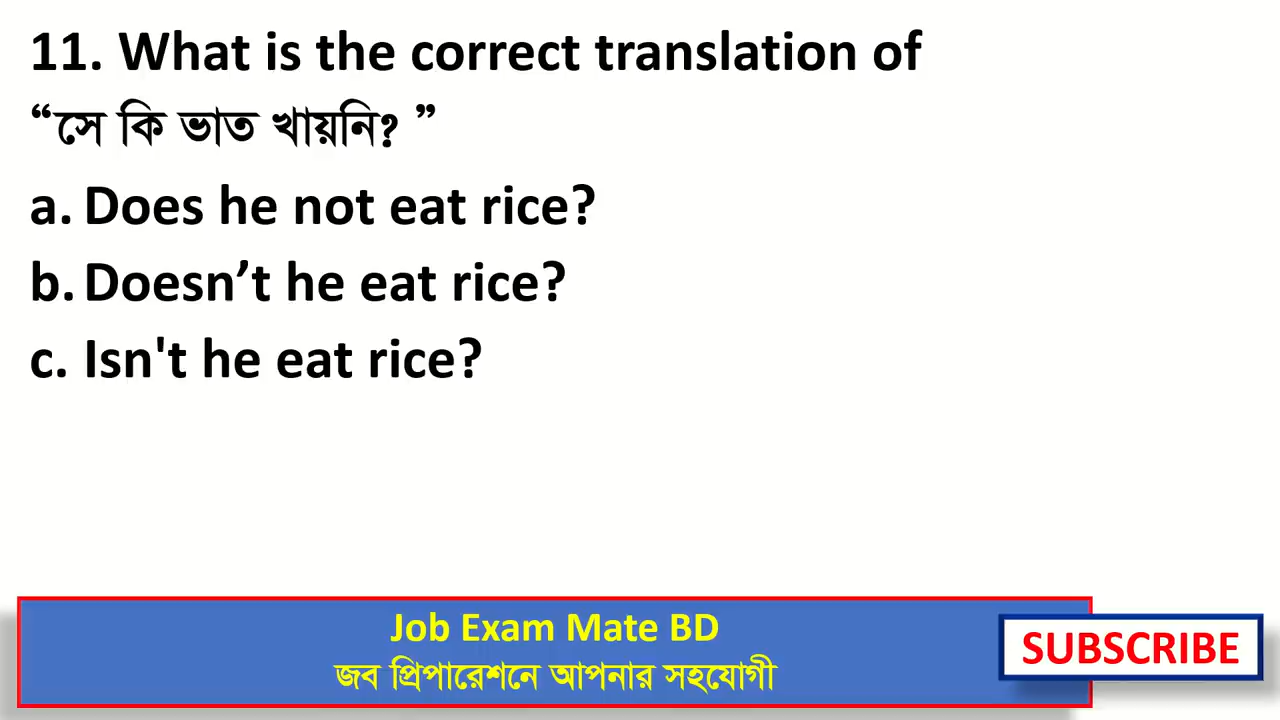 11. What is the correct translation of
“সে কি ভাত খায়নি? ”
a. Does he not eat rice?
b. Doesn’t he eat rice?
c. Isn't he eat rice?
Job Exam Mate BD
জব প্রিপারেশনে আপনার সহযোগী
SUBSCRIBE